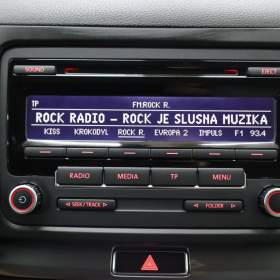 SOUND EJECT
TP FM:ROCK R.
ROCK RADIO – ROCK JE SLUSNA MUZIKA
KISS KROKODYL ROCK R. EVROPA 2 IMPULS F1 93.4
RADIO MEDIA TP MENU
SEEK/TRACK FOLDER